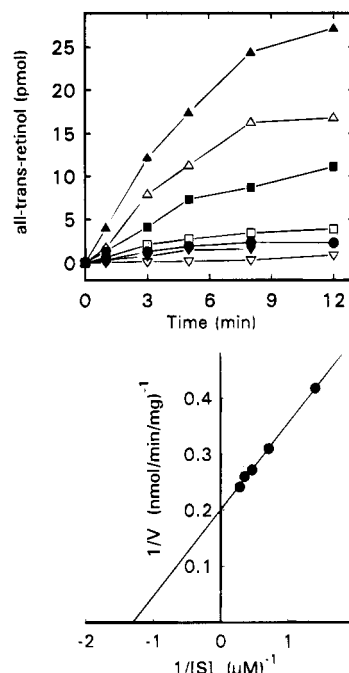 all-trans-retinol (pmol)
25
20
15
10
5
0
0 3 6 9 12
Time (min)
1/V (nmol/min/mg)⁻¹
0.4
0.3
0.2
0.1
-2 -1 0 1
1/[S] (μM)⁻¹